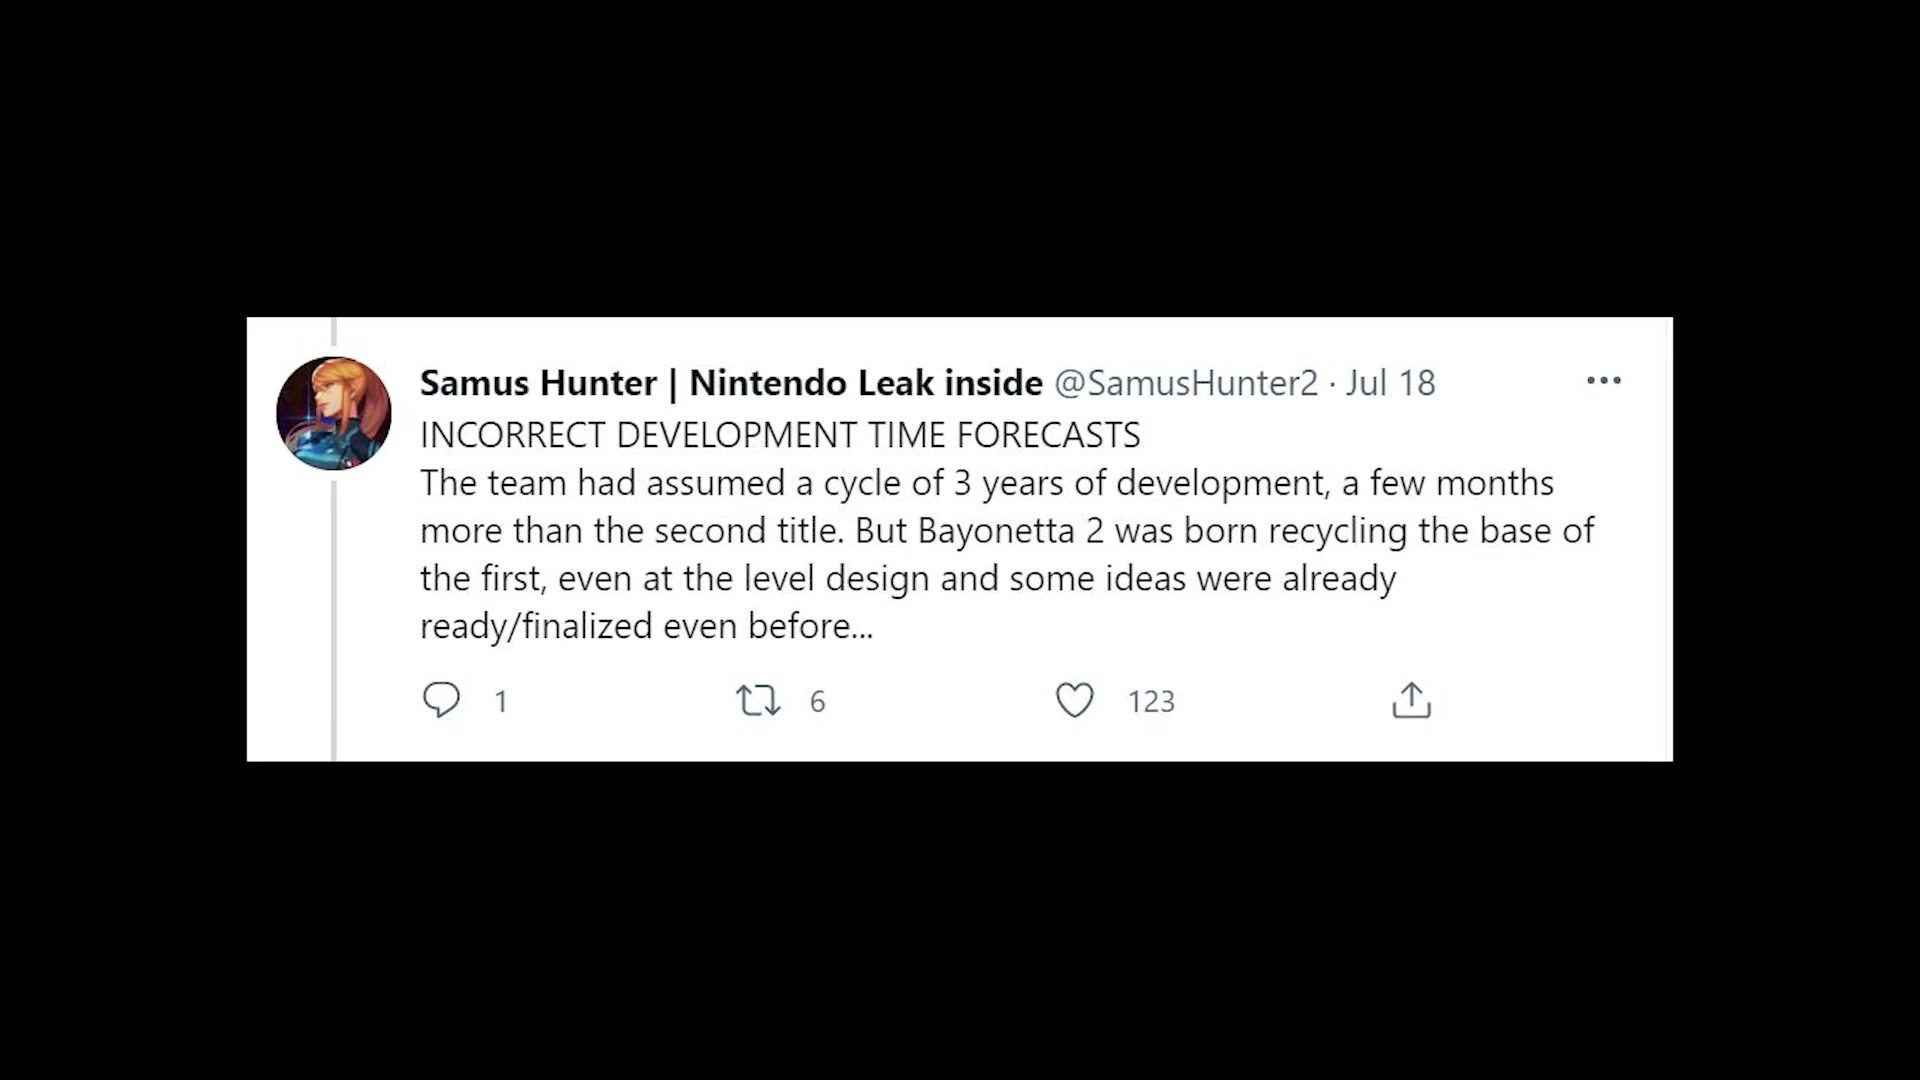 Samus Hunter | Nintendo Leak inside @SamusHunter2 · Jul 18
INCORRECT DEVELOPMENT TIME FORECASTS
The team had assumed a cycle of 3 years of development, a few months
more than the second title. But Bayonetta 2 was born recycling the base of
the first, even at the level design and some ideas were already
ready/finalized even before...
1 6 123